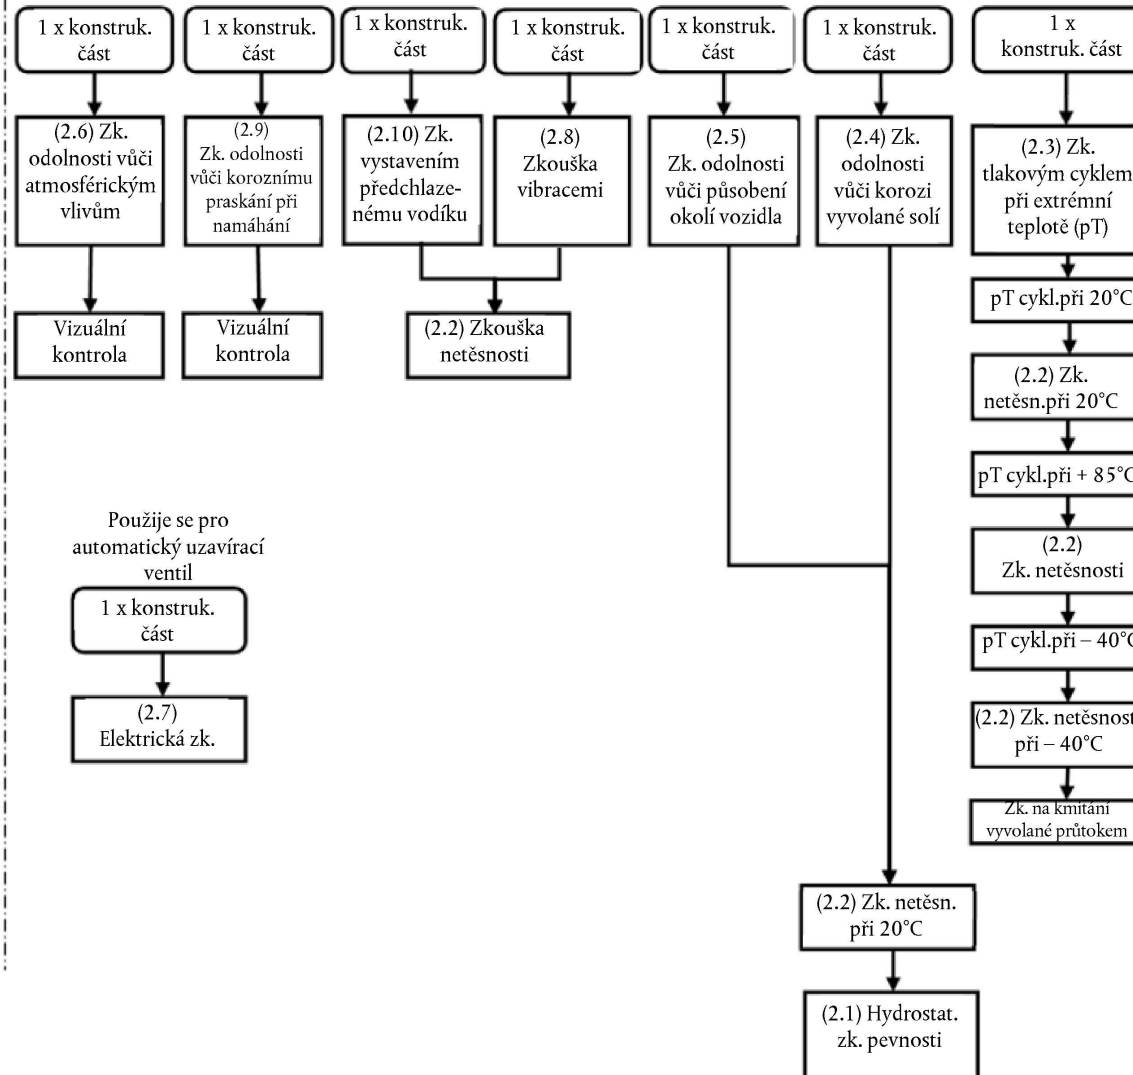 1 x konstruk.
část
1 x konstruk.
část
1 x konstruk.
část
1 x konstruk.
část
1 x konstruk.
část
1 x konstruk.
část
1 x
konstruk. část
(2.6) Zk.
odolnosti vůči
atmosférickým
vlivům
(2.9)
Zk. odolnosti
vůči koroznímu
praskání při
namáhání
(2.10) Zk.
vystavením
předchlaze-
nému vodíku
(2.8)
Zkouška
vibracemi
(2.5)
Zk. odolnosti
vůči působení
okolí vozidla
(2.4) Zk.
odolnosti
vůči korozi
vyvolané solí
(2.3) Zk.
tlakovým cyklem
při extrémní
teplotě (pT)
Vizuální
kontrola
Vizuální
kontrola
(2.2) Zkouška
netěsnosti
pT cykl.při 20°C
(2.2) Zk.
netěsn.při 20°C
pT cykl.při + 85°C
(2.2)
Zk. netěsnosti
pT cykl.při – 40°C
(2.2) Zk. netěsnost
při – 40°C
Zk. na kmitání
vyvolané průtokem
Použije se pro
automatický uzavírací
ventil
1 x konstruk.
část
(2.7)
Elektrická zk.
(2.2) Zk. netěsn.
při 20°C
(2.1) Hydrostat.
zk. pevnosti